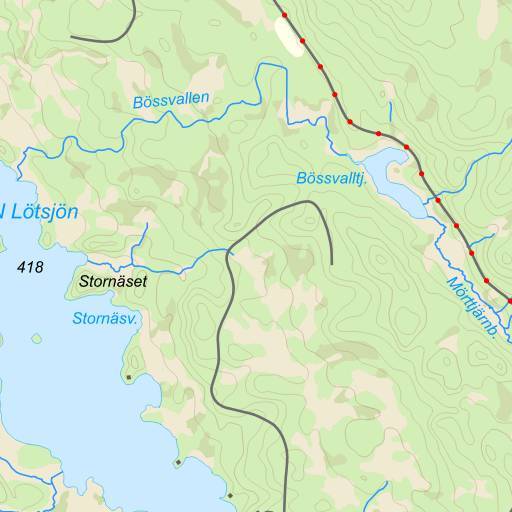 Bössvallen
Bössvalltj.
N Lötsjön
418
Stornäset
Stornäsv.
Mörttjärnb.